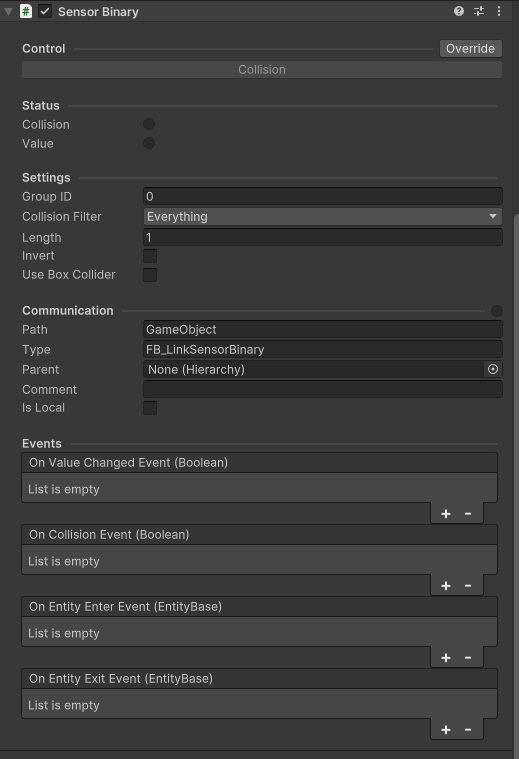 Sensor Binary
Control
Override
Collision
Status
Collision
Value
Settings
Group ID 0
Collision Filter Everything
Length 1
Invert
Use Box Collider
Communication
Path GameObject
Type FB_LinkSensorBinary
Parent None (Hierarchy)
Comment
Is Local
Events
On Value Changed Event (Boolean)
List is empty
+ -
On Collision Event (Boolean)
List is empty
+ -
On Entity Enter Event (EntityBase)
List is empty
+ -
On Entity Exit Event (EntityBase)
List is empty
+ -